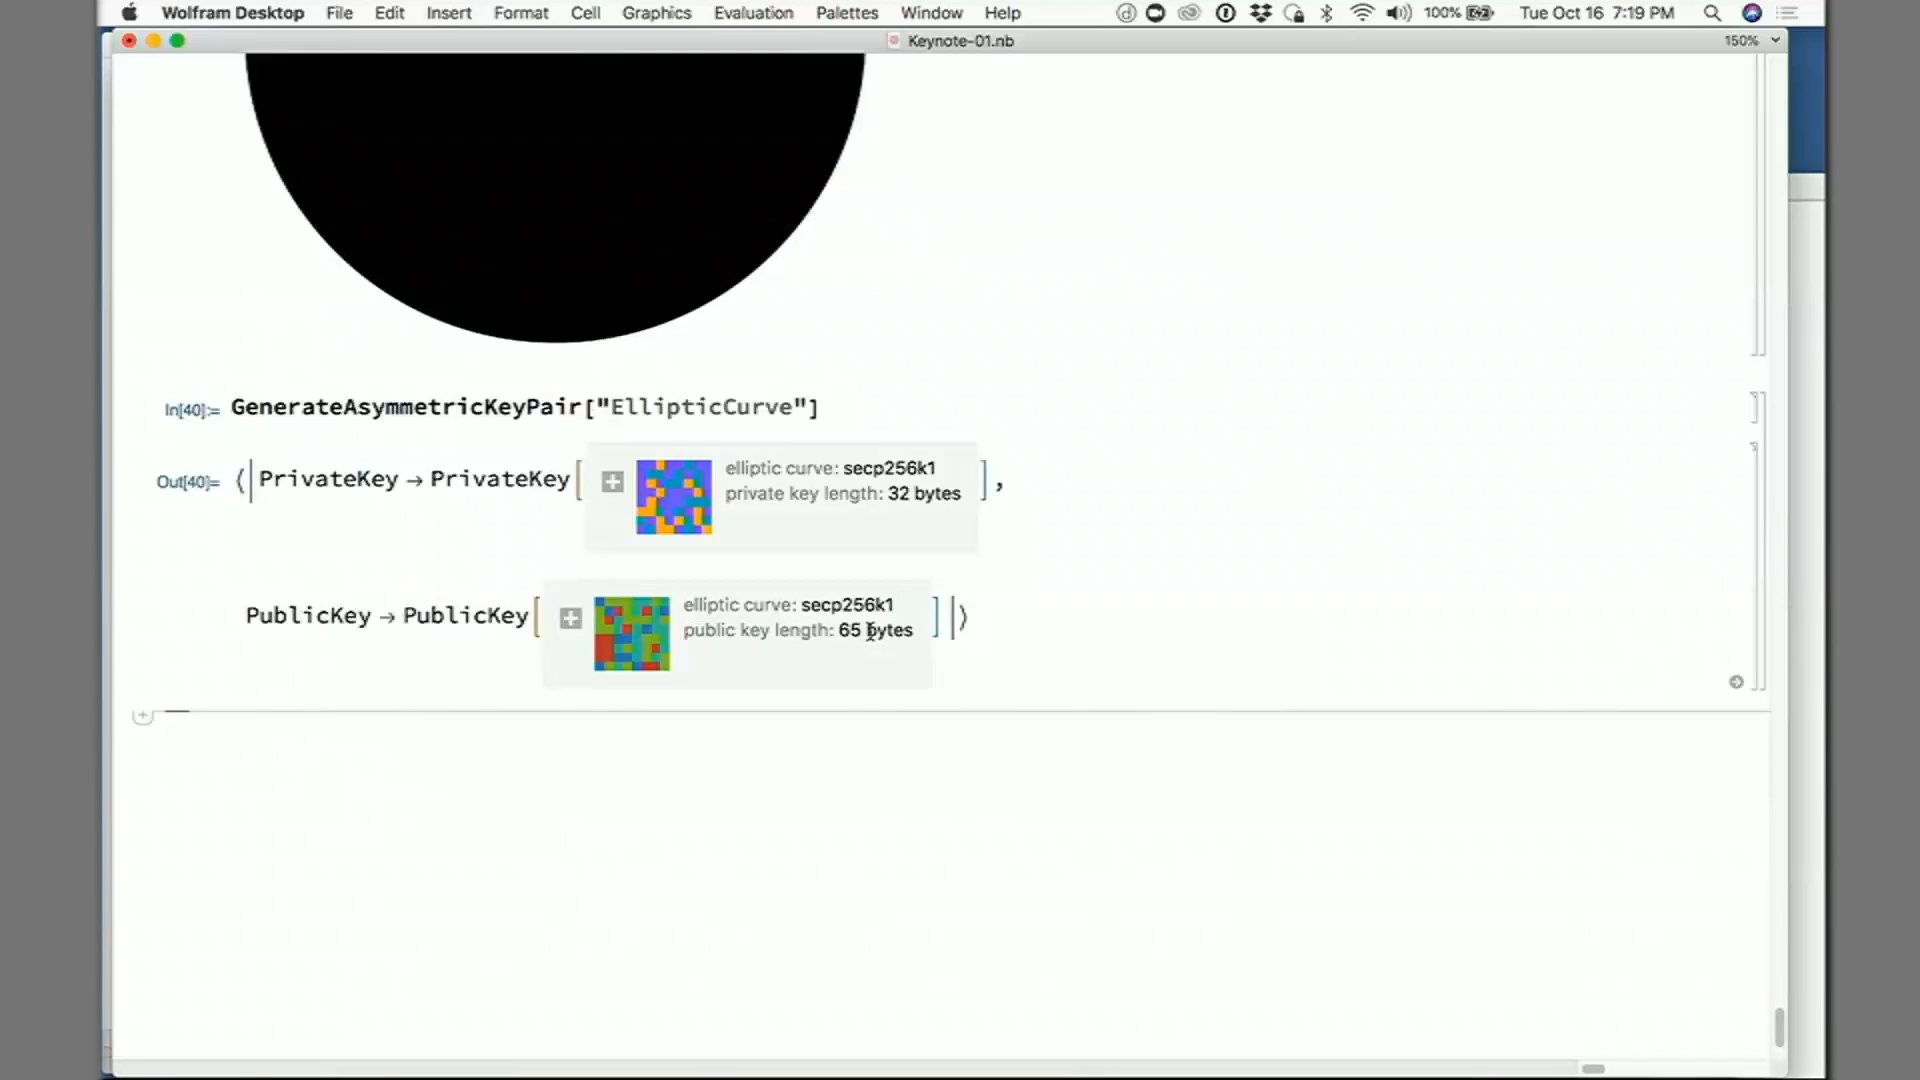 Wolfram Desktop File Edit Insert Format Cell Graphics Evaluation Palettes Window Help 100% Tue Oct 16 7:19 PM
Keynote-01.nb 150%
In[40]:= GenerateAsymmetricKeyPair["EllipticCurve"]
Out[40]= <|PrivateKey → PrivateKey[ elliptic curve: secp256k1
private key length: 32 bytes ],
PublicKey → PublicKey[ elliptic curve: secp256k1
public key length: 65 bytes ]|>